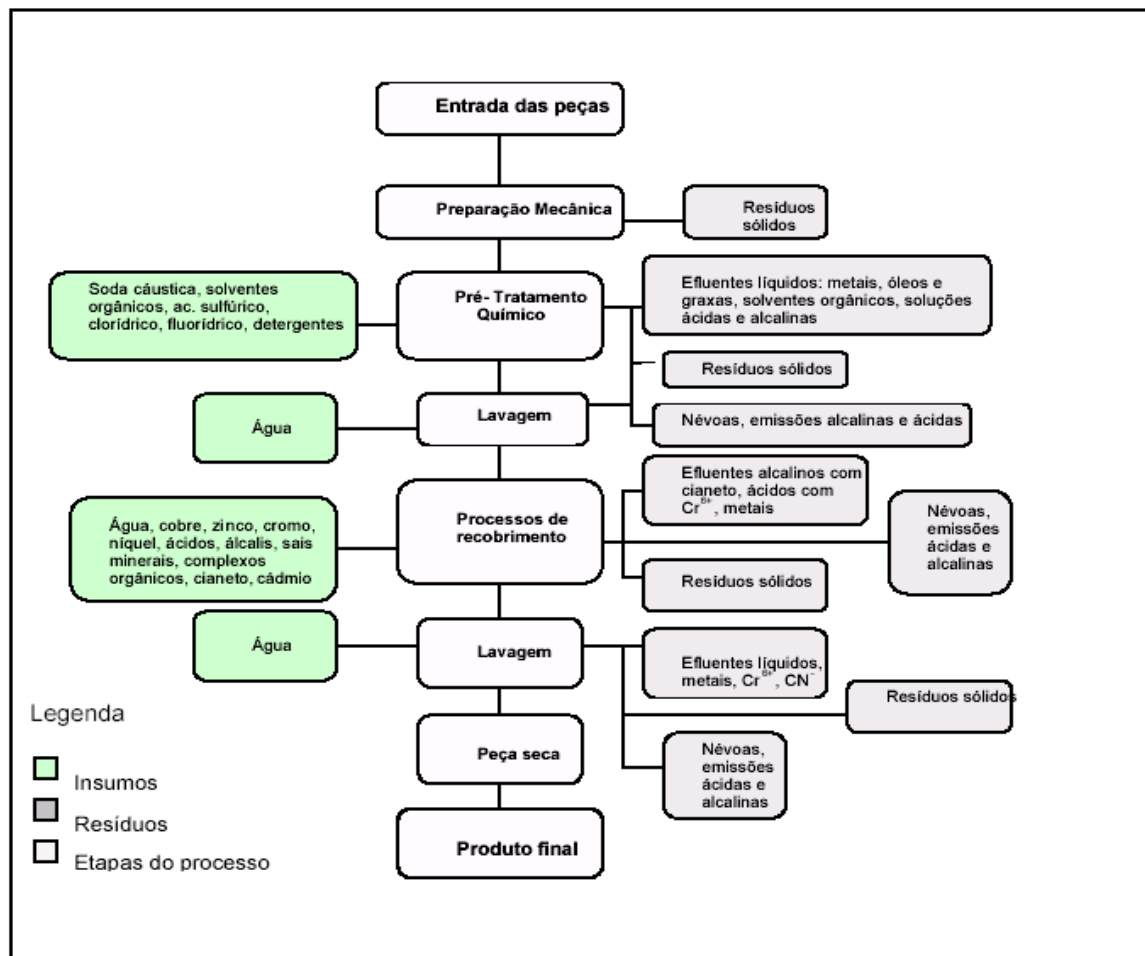 Entrada das peças
Preparação Mecânica
Resíduos
sólidos
Soda cáustica, solventes
orgânicos, ac. sulfúrico,
clorídrico, fluorídrico, detergentes
Pré- Tratamento
Químico
Efluentes líquidos: metais, óleos e
graxas, solventes orgânicos, soluções
ácidas e alcalinas
Resíduos sólidos
Água
Lavagem
Névoas, emissões alcalinas e ácidas
Água, cobre, zinco, cromo,
níquel, ácidos, álcalis, sais
minerais, complexos
orgânicos, cianeto, cádmio
Processos de
recobrimento
Efluentes alcalinos com
cianeto, ácidos com
Cr⁶⁺, metais
Névoas,
emissões
ácidas e
alcalinas
Resíduos sólidos
Água
Lavagem
Efluentes líquidos,
metais, Cr⁶⁺, CN⁻
Resíduos sólidos
Névoas,
emissões
ácidas e
alcalinas
Peça seca
Produto final
Legenda
Insumos
Resíduos
Etapas do processo